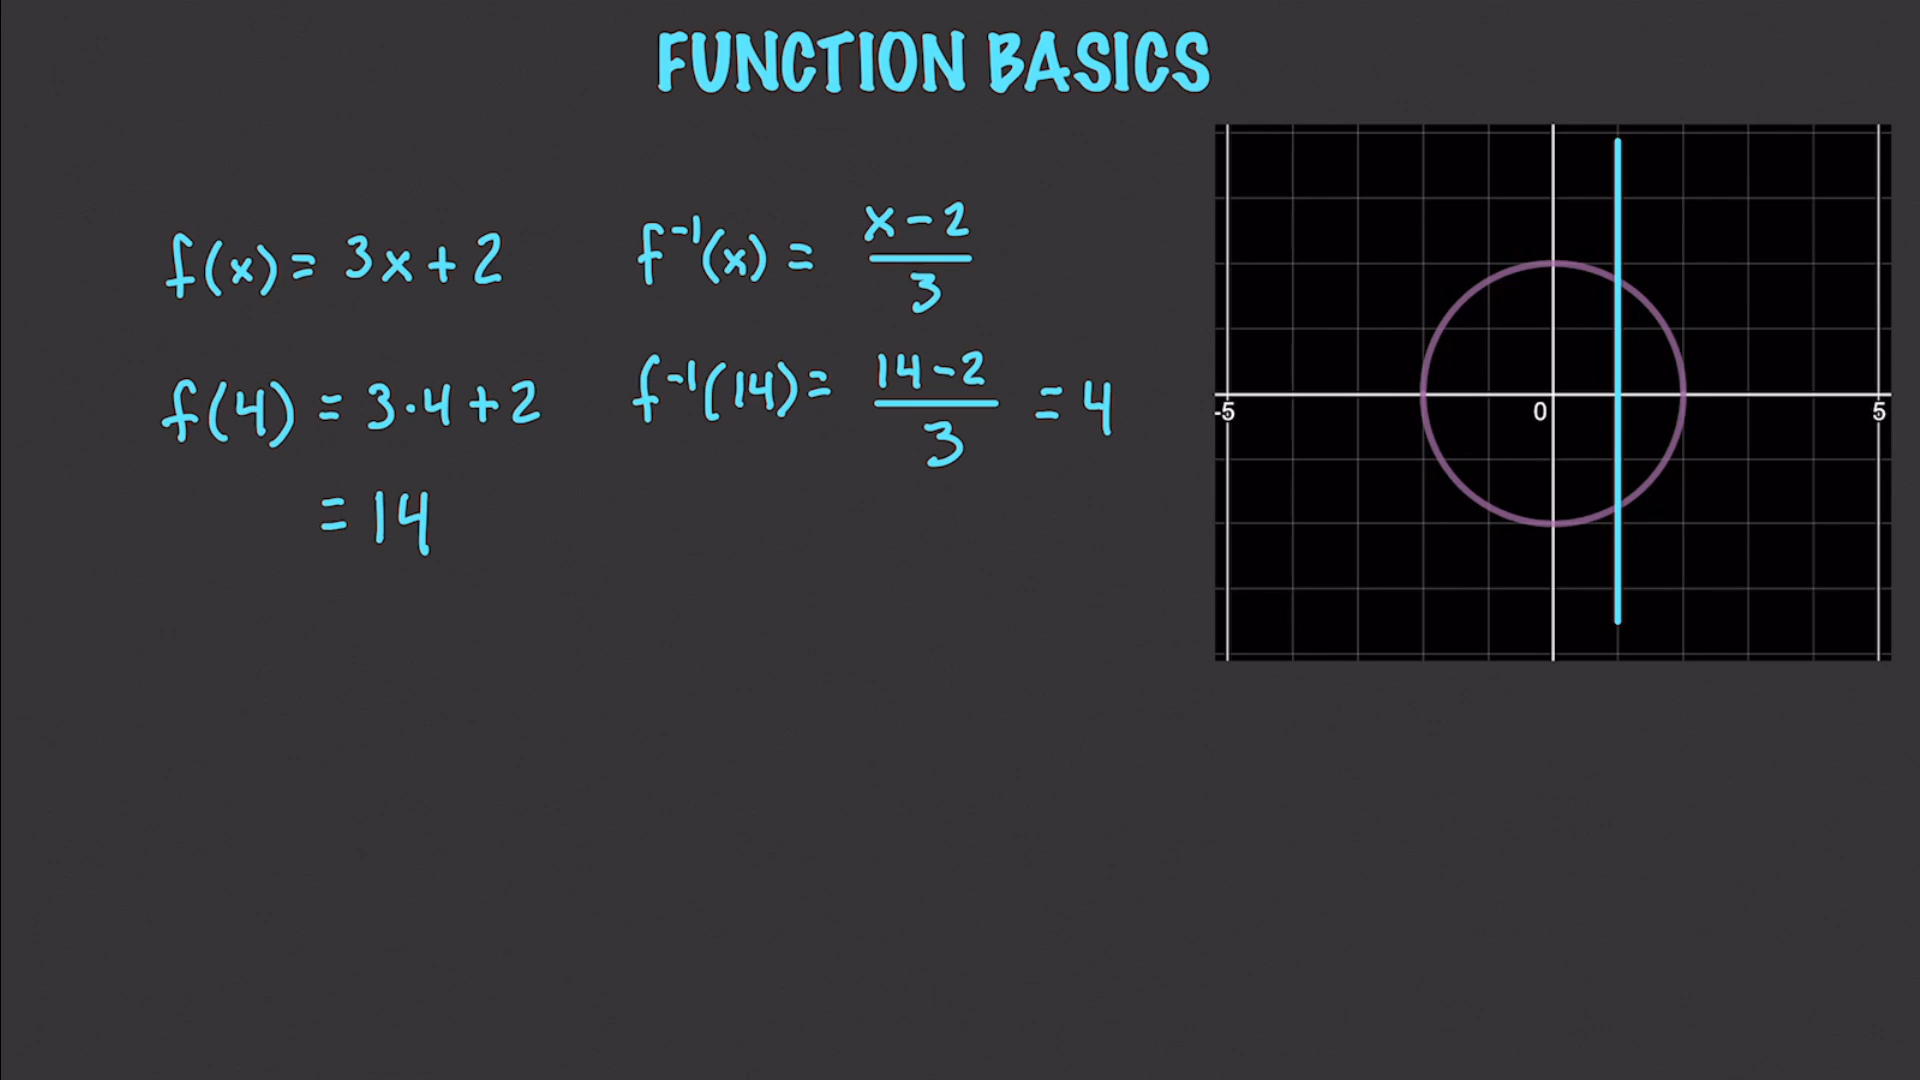 FUNCTION BASICS
f(x) = 3x + 2
f(4) = 3·4 + 2
= 14
f⁻¹(x) = x - 2
3
f⁻¹(14) = 14 - 2 = 4
3
-5 0 5